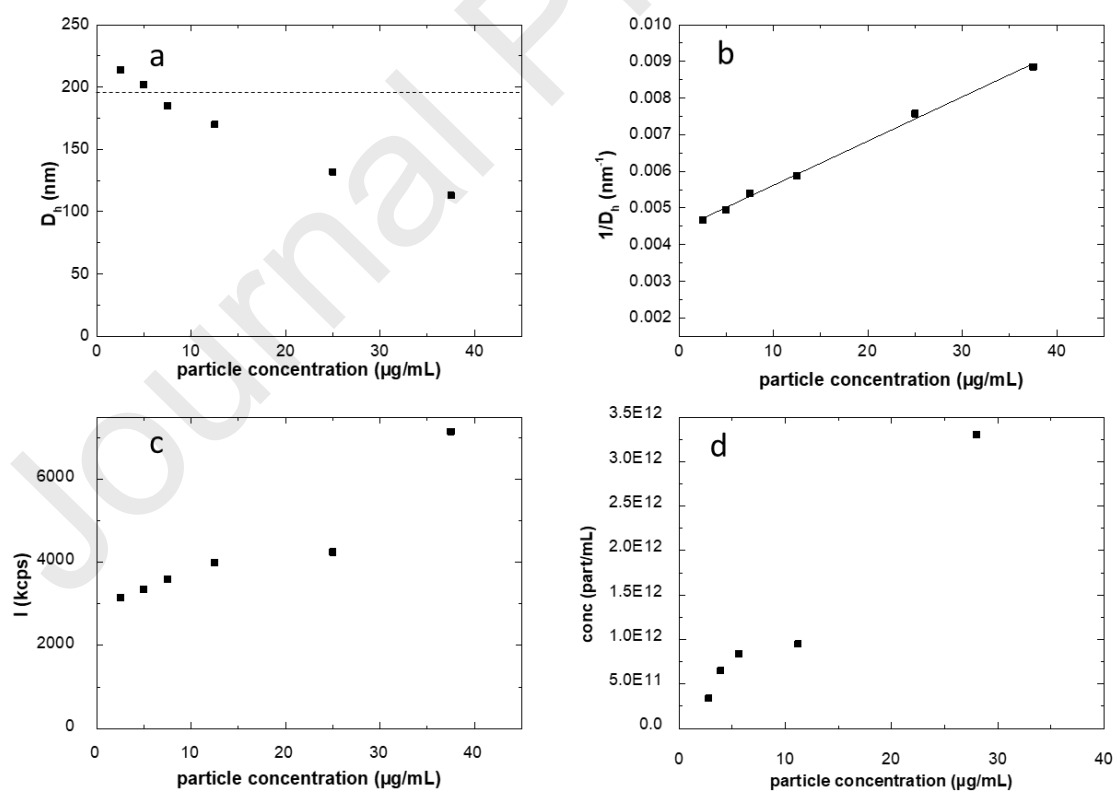 Journal P
a
250
200
150
100
50
0
D_h (nm)
0 10 20 30 40
particle concentration (µg/mL)
b
0.010
0.009
0.008
0.007
0.006
0.005
0.004
0.003
0.002
1/D_h (nm⁻¹)
0 10 20 30 40
particle concentration (µg/mL)
c
6000
4000
2000
0
I (kcps)
0 10 20 30 40
particle concentration (µg/mL)
d
3.5E12
3.0E12
2.5E12
2.0E12
1.5E12
1.0E12
5.0E11
0.0
conc (part/mL)
0 10 20 30 40
particle concentration (µg/mL)